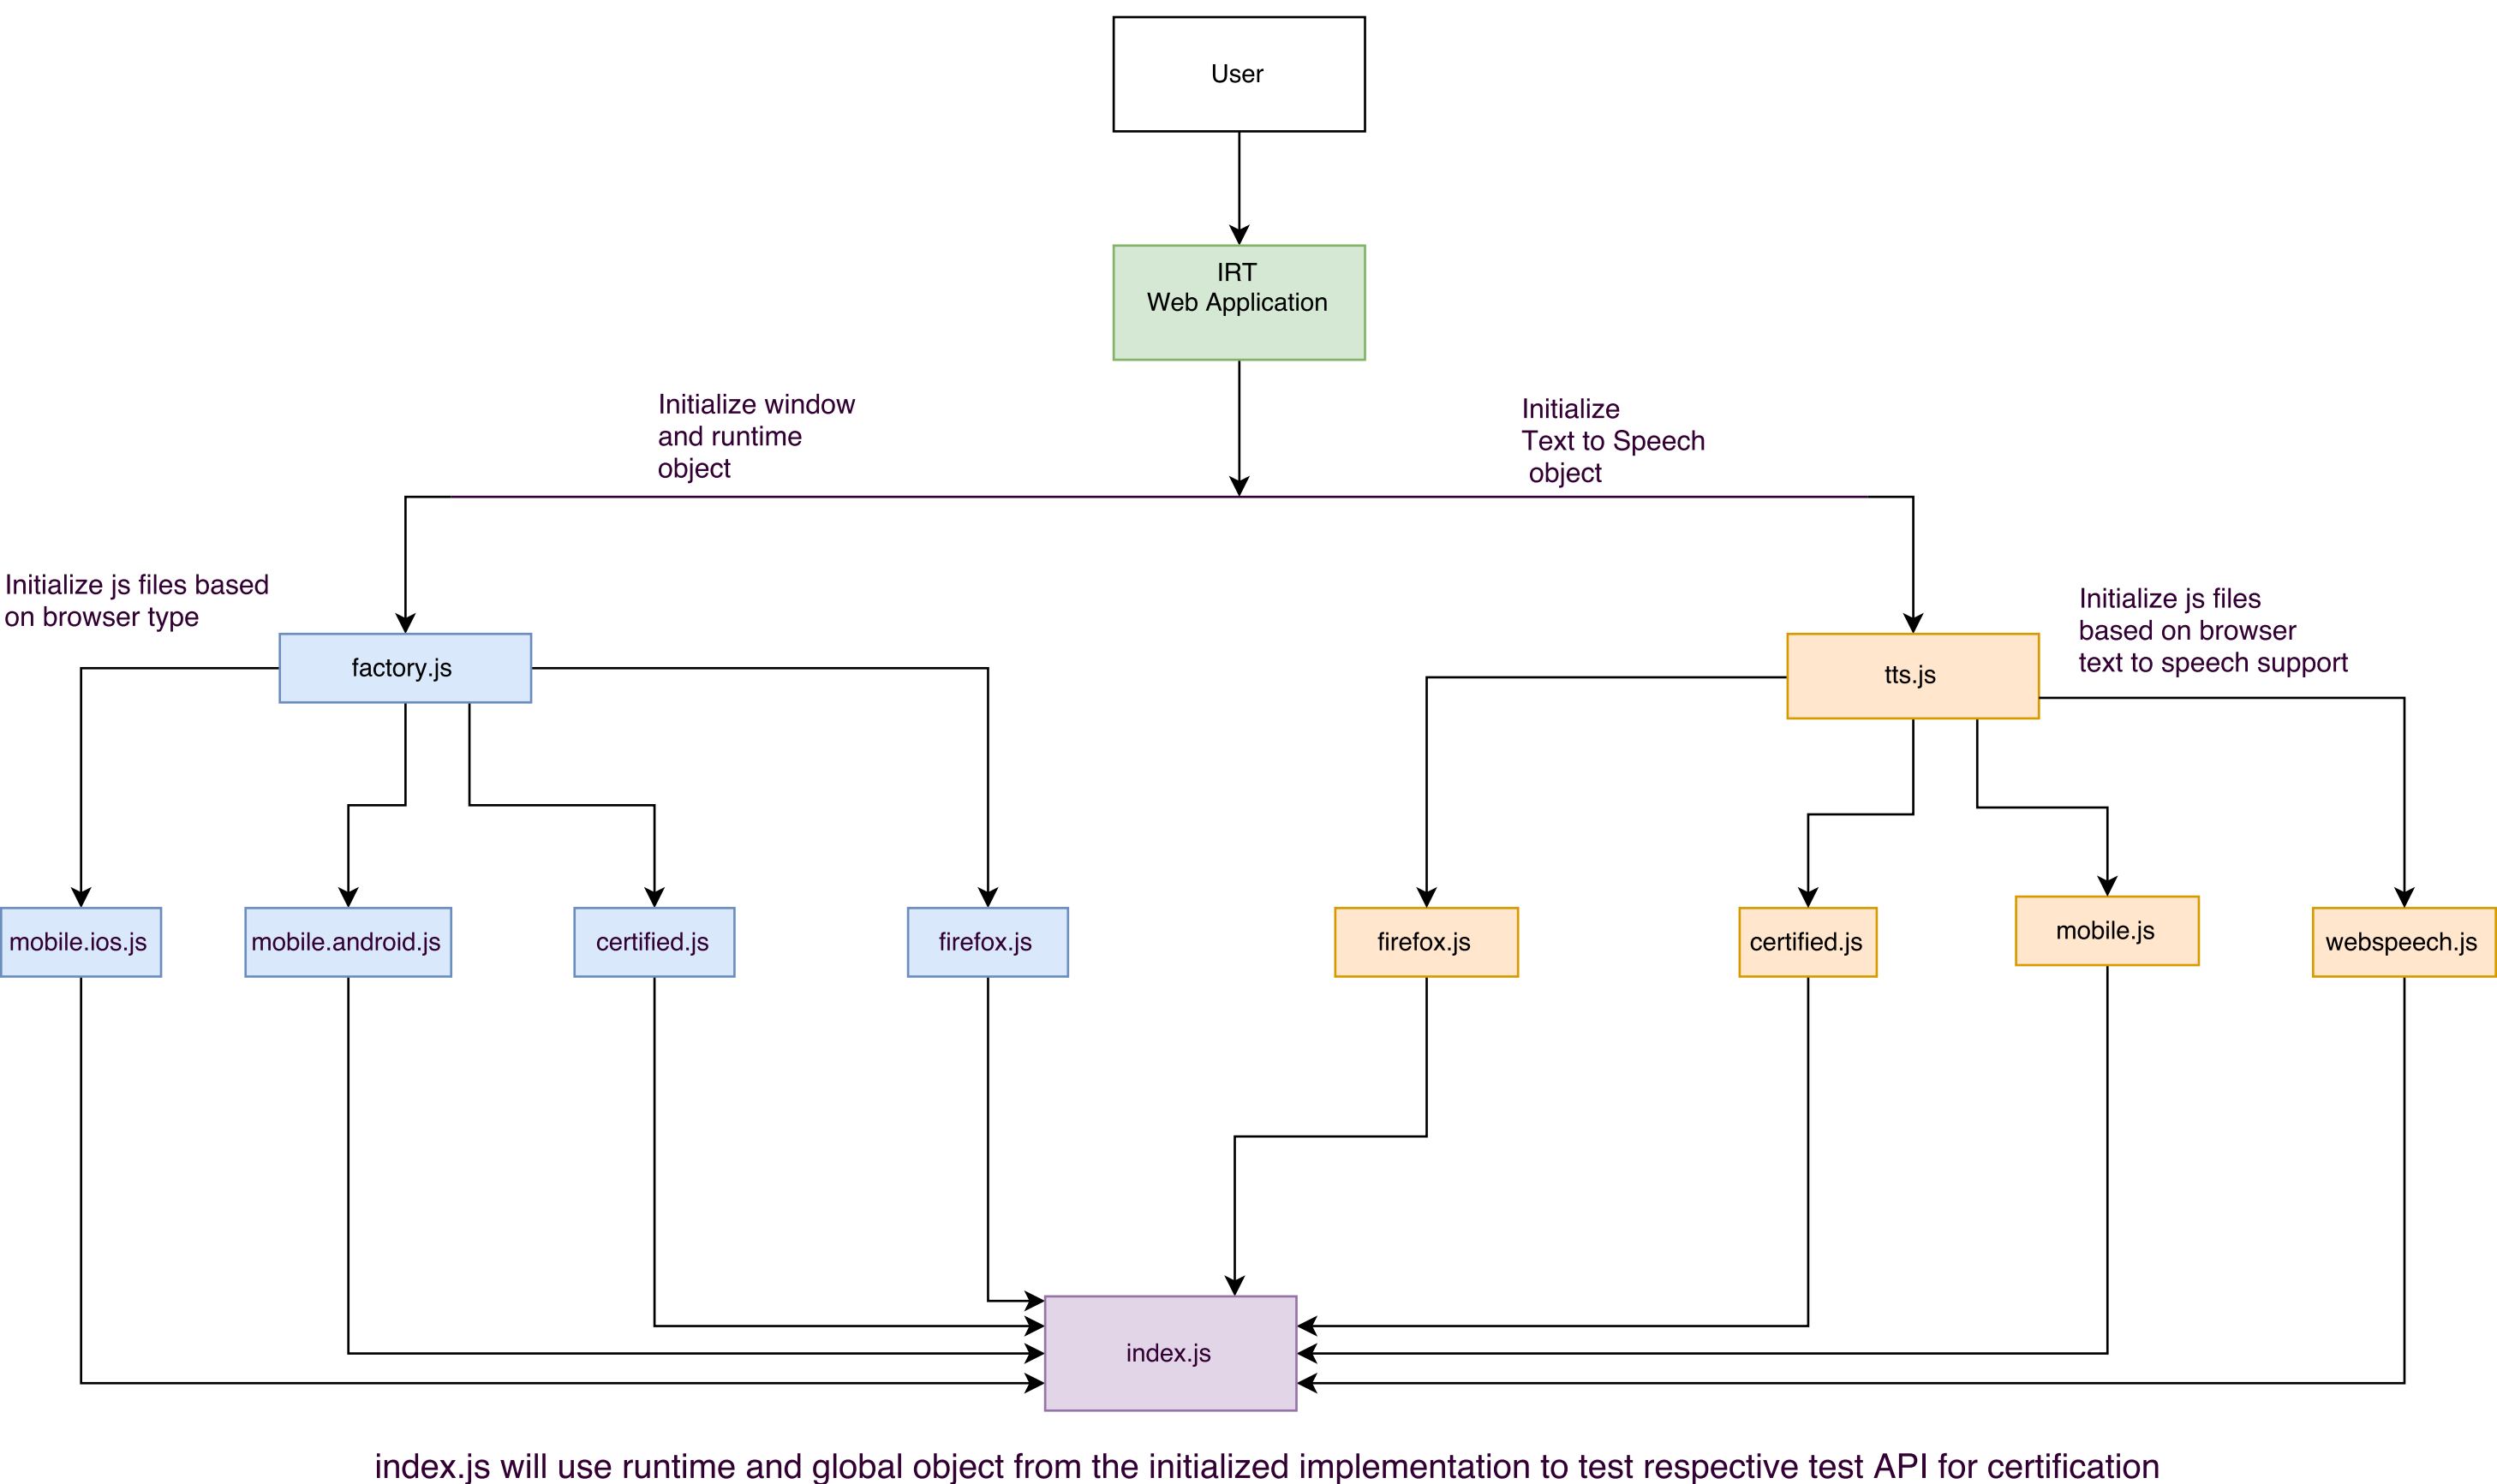 User
IRT
Web Application
Initialize window
and runtime
object
Initialize
Text to Speech
object
Initialize js files based
on browser type
Initialize js files
based on browser
text to speech support
factory.js
tts.js
mobile.ios.js
mobile.android.js
certified.js
firefox.js
firefox.js
certified.js
mobile.js
webspeech.js
index.js
index.js will use runtime and global object from the initialized implementation to test respective test API for certification